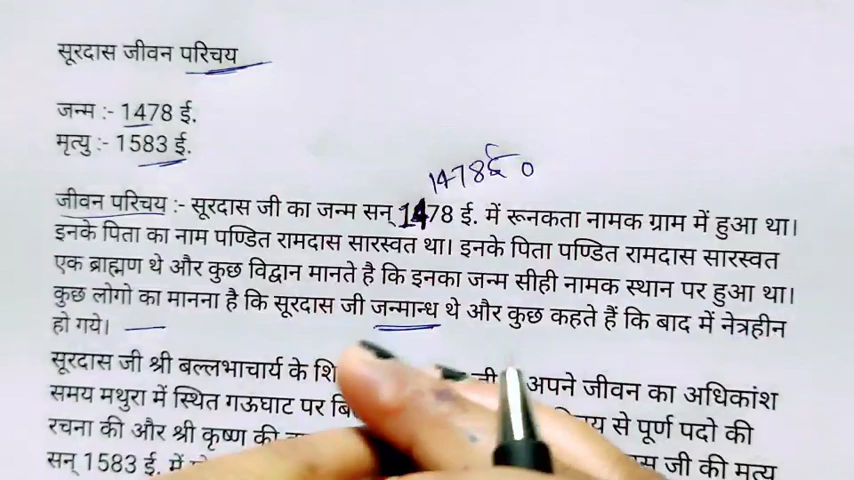 सूरदास जीवन परिचय
जन्म :- 1478 ई.
मृत्यु :- 1583 ई.
1478ई०
जीवन परिचय :- सूरदास जी का जन्म सन् 1478 ई. में रूनकता नामक ग्राम में हुआ था।
इनके पिता का नाम पण्डित रामदास सारस्वत था। इनके पिता पण्डित रामदास सारस्वत
एक ब्राह्मण थे और कुछ विद्वान मानते है कि इनका जन्म सीही नामक स्थान पर हुआ था।
कुछ लोगो का मानना है कि सूरदास जी जन्मान्ध थे और कुछ कहते हैं कि बाद में नेत्रहीन
हो गये।
सूरदास जी श्री बल्लभाचार्य के जी अपने जीवन का अधिकांश
समय मथुरा में स्थित गऊघाट पर से पूर्ण पदो की
रचना की और श्री कृष्ण की जी की मृत्यु
सन् 1583 ई. में